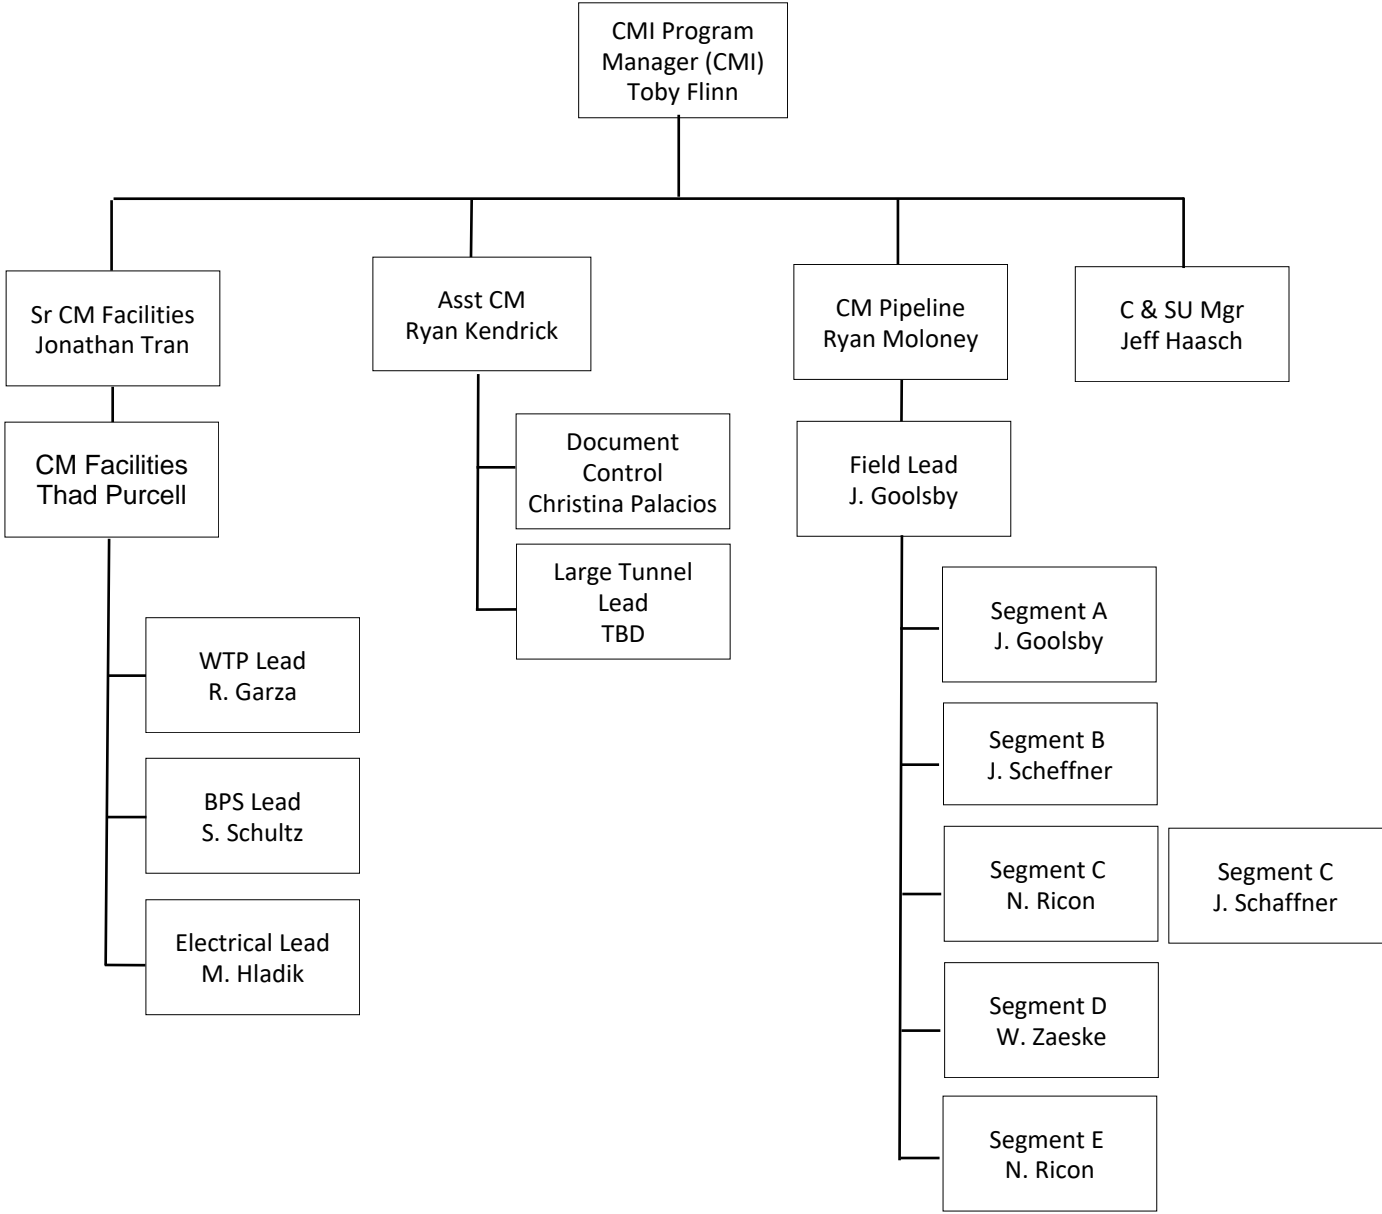 CMI Program
Manager (CMI)
Toby Flinn
Sr CM Facilities
Jonathan Tran
Asst CM
Ryan Kendrick
CM Pipeline
Ryan Moloney
C & SU Mgr
Jeff Haasch
CM Facilities
Thad Purcell
Document
Control
Christina Palacios
Large Tunnel
Lead
TBD
Field Lead
J. Goolsby
WTP Lead
R. Garza
BPS Lead
S. Schultz
Electrical Lead
M. Hladik
Segment A
J. Goolsby
Segment B
J. Scheffner
Segment C
N. Ricon
Segment C
J. Schaffner
Segment D
W. Zaeske
Segment E
N. Ricon